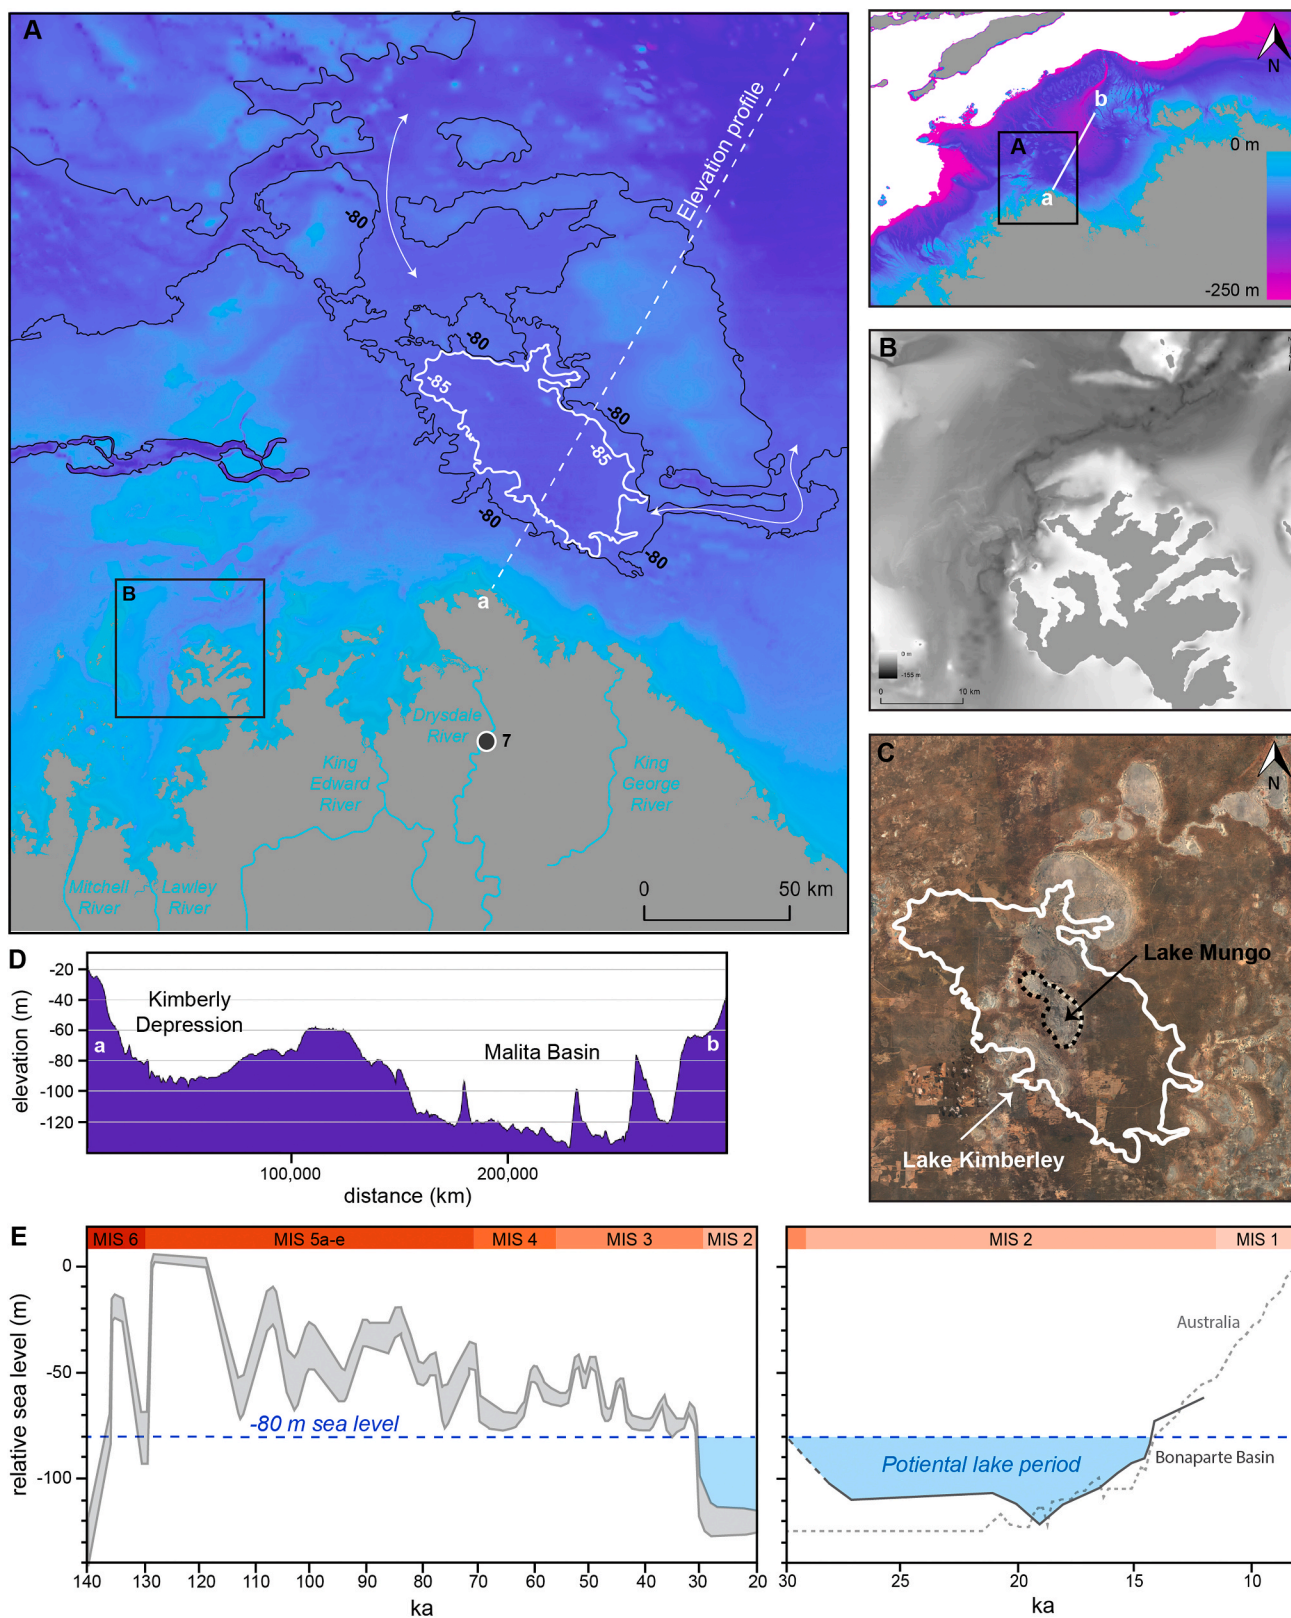 A
Elevation profile
-80
-80
-85
-80
-85
-80
-80
B
a
Drysdale
River
7
King
Edward
River
King
George
River
Mitchell
River
Lawley
River
0
50 km
N
b
A
0 m
a
-250 m
B
0 m
-155 m
0
10 km
C
N
Lake Mungo
Lake Kimberley
D
elevation (m)
-20
-40
-60
-80
-100
-120
Kimberly
Depression
Malita Basin
a
b
100,000
200,000
distance (km)
E
MIS 6
MIS 5a-e
MIS 4
MIS 3
MIS 2
relative sea level (m)
0
-50
-100
-80 m sea level
140
130
120
110
100
90
80
70
60
50
40
30
20
ka
MIS 2
MIS 1
Australia
Potiental lake period
Bonaparte Basin
30
25
20
15
10
ka